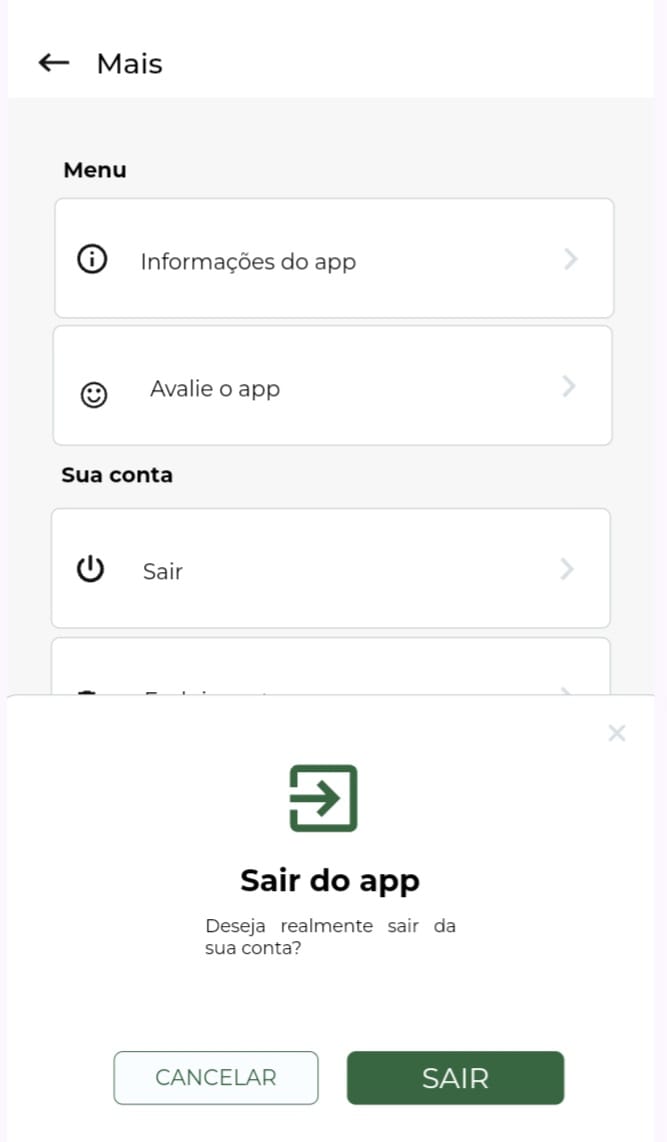 Mais
Menu
Informações do app
Avalie o app
Sua conta
Sair
Sair do app
Deseja realmente sair da
sua conta?
CANCELAR
SAIR